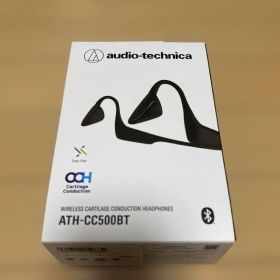 audio-technica
Fast Pair
CCH
Cartilage
Conduction
WIRELESS CARTILAGE CONDUCTION HEADPHONES
ATH-CC500BT